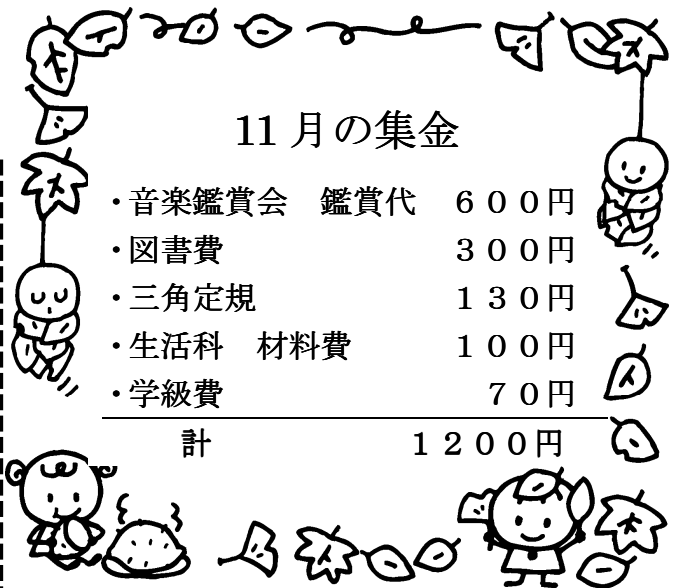 11月の集金
・音楽鑑賞会　鑑賞代　６００円
・図書費　３００円
・三角定規　１３０円
・生活科　材料費　１００円
・学級費　７０円
計　１２００円